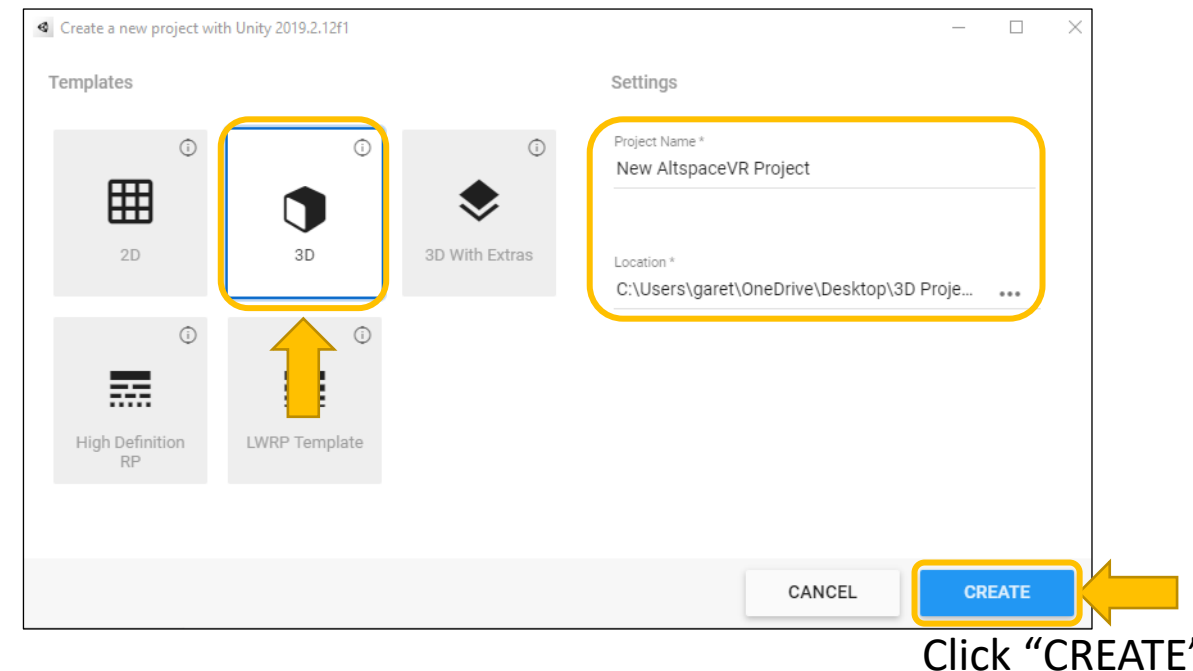 Create a new project with Unity 2019.2.12f1
Templates
Settings
2D
3D
3D With Extras
Project Name *
New AltspaceVR Project
Location *
C:\Users\garet\OneDrive\Desktop\3D Proje...
High Definition
RP
LWRP Template
CANCEL
CREATE
Click “CREATE”